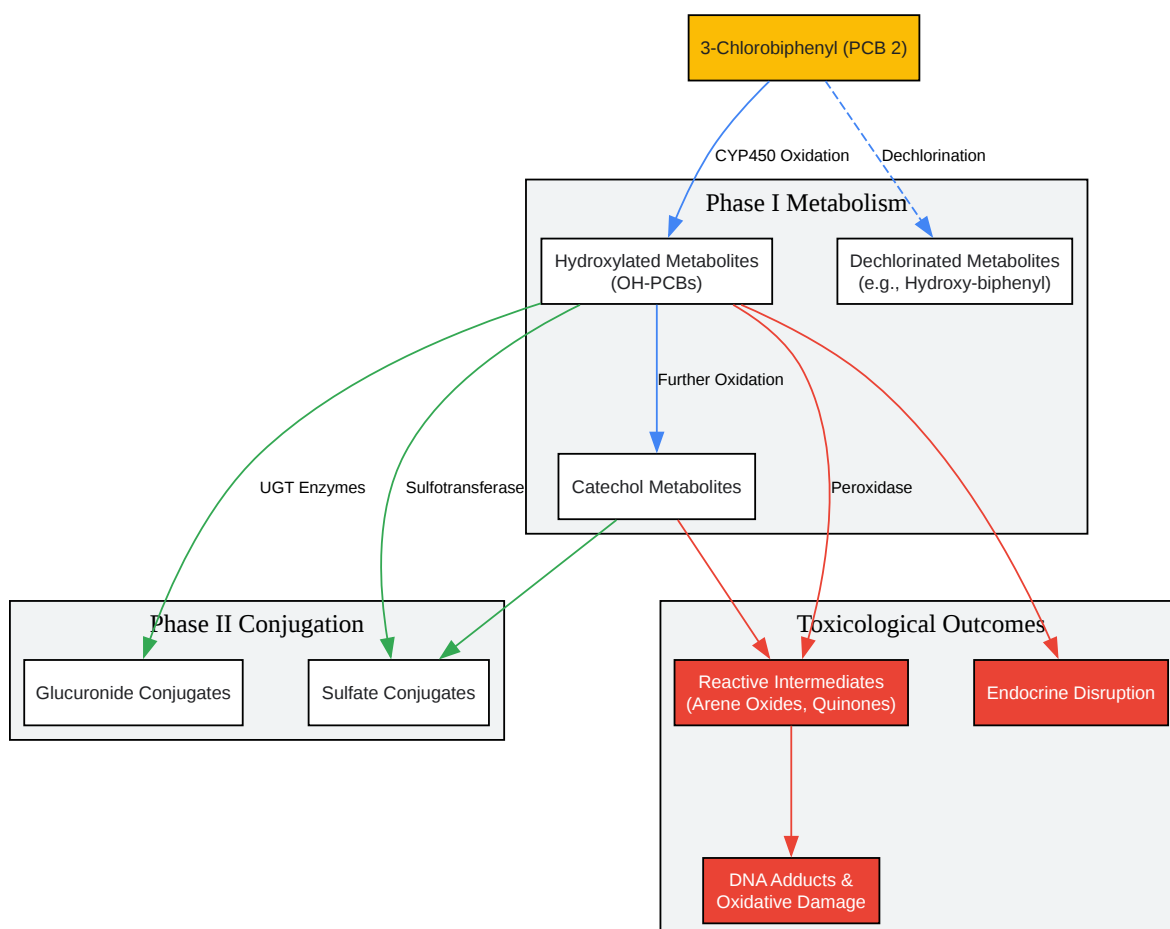 3-Chlorobiphenyl (PCB 2)
CYP450 Oxidation
Dechlorination
Phase I Metabolism
Hydroxylated Metabolites
(OH-PCBs)
Dechlorinated Metabolites
(e.g., Hydroxy-biphenyl)
Further Oxidation
UGT Enzymes
Sulfotransferase
Catechol Metabolites
Peroxidase
Phase II Conjugation
Glucuronide Conjugates
Sulfate Conjugates
Toxicological Outcomes
Reactive Intermediates
(Arene Oxides, Quinones)
Endocrine Disruption
DNA Adducts &
Oxidative Damage